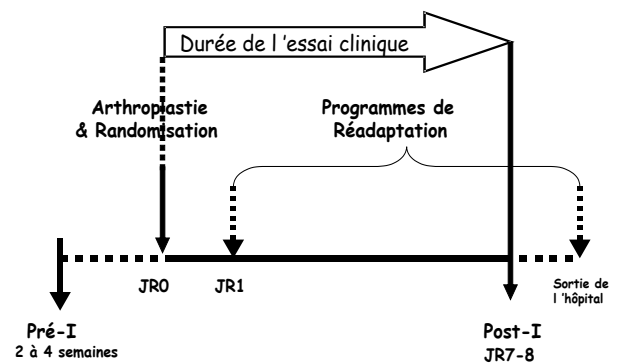 Durée de l 'essai clinique
Arthroplastie
& Randomisation
Programmes de
Réadaptation
JR0
JR1
Sortie de
l 'hôpital
Pré-I
2 à 4 semaines
Post-I
JR7-8